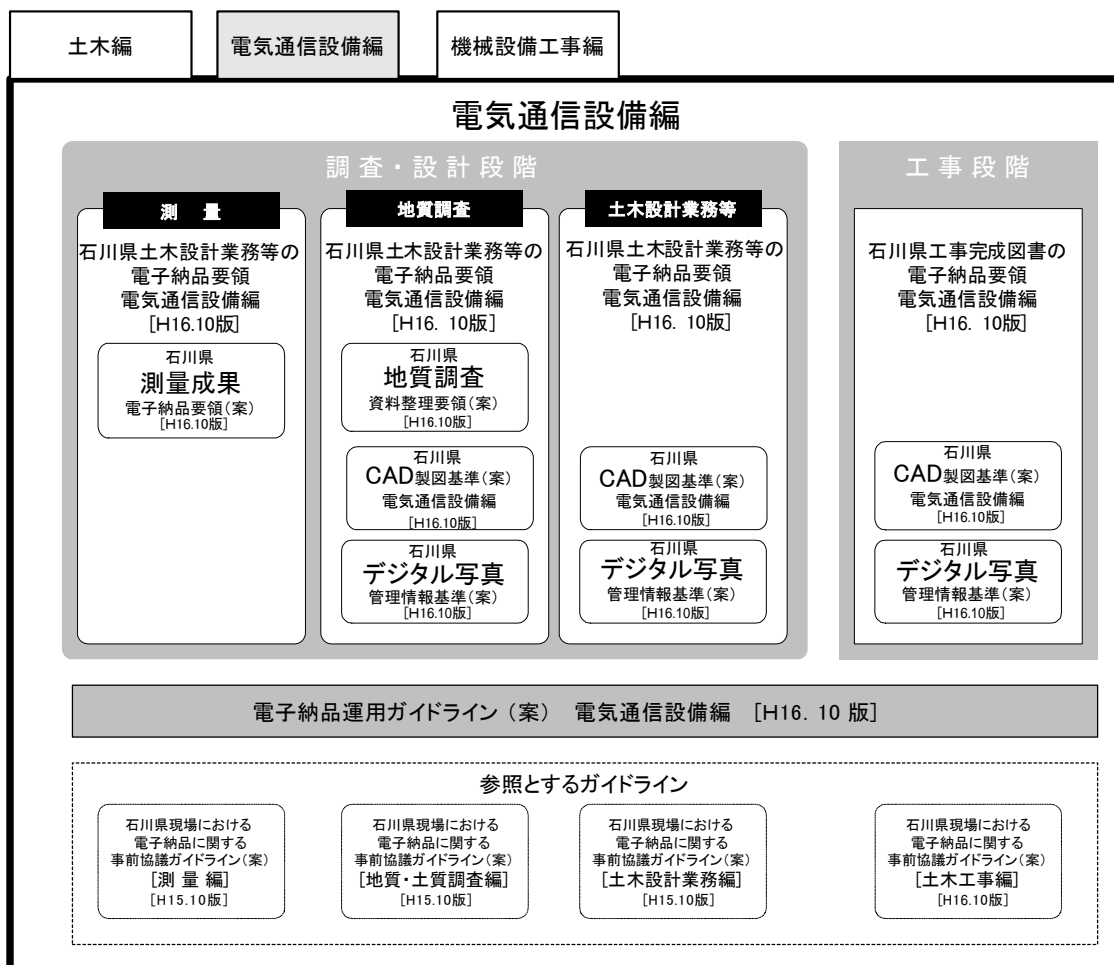 土木編
電気通信設備編
機械設備工事編
電気通信設備編
調査・設計段階
測 量
石川県土木設計業務等の
電子納品要領
電気通信設備編
[H16.10版]
石川県
測量成果
電子納品要領(案)
[H16.10版]
地質調査
石川県土木設計業務等の
電子納品要領
電気通信設備編
[H16. 10版]
石川県
地質調査
資料整理要領(案)
[H16.10版]
石川県
CAD製図基準(案)
電気通信設備編
[H16.10版]
石川県
デジタル写真
管理情報基準(案)
[H16.10版]
土木設計業務等
石川県土木設計業務等の
電子納品要領
電気通信設備編
[H16. 10版]
石川県
CAD製図基準(案)
電気通信設備編
[H16.10版]
石川県
デジタル写真
管理情報基準(案)
[H16.10版]
工事段階
石川県工事完成図書の
電子納品要領
電気通信設備編
[H16. 10版]
石川県
CAD製図基準(案)
電気通信設備編
[H16.10版]
石川県
デジタル写真
管理情報基準(案)
[H16.10版]
電子納品運用ガイドライン(案) 電気通信設備編 [H16. 10 版]
参照とするガイドライン
石川県現場における
電子納品に関する
事前協議ガイドライン(案)
[測 量 編]
[H15.10版]
石川県現場における
電子納品に関する
事前協議ガイドライン(案)
[地質・土質調査編]
[H15.10版]
石川県現場における
電子納品に関する
事前協議ガイドライン(案)
[土木設計業務編]
[H15.10版]
石川県現場における
電子納品に関する
事前協議ガイドライン(案)
[土木工事編]
[H16.10版]